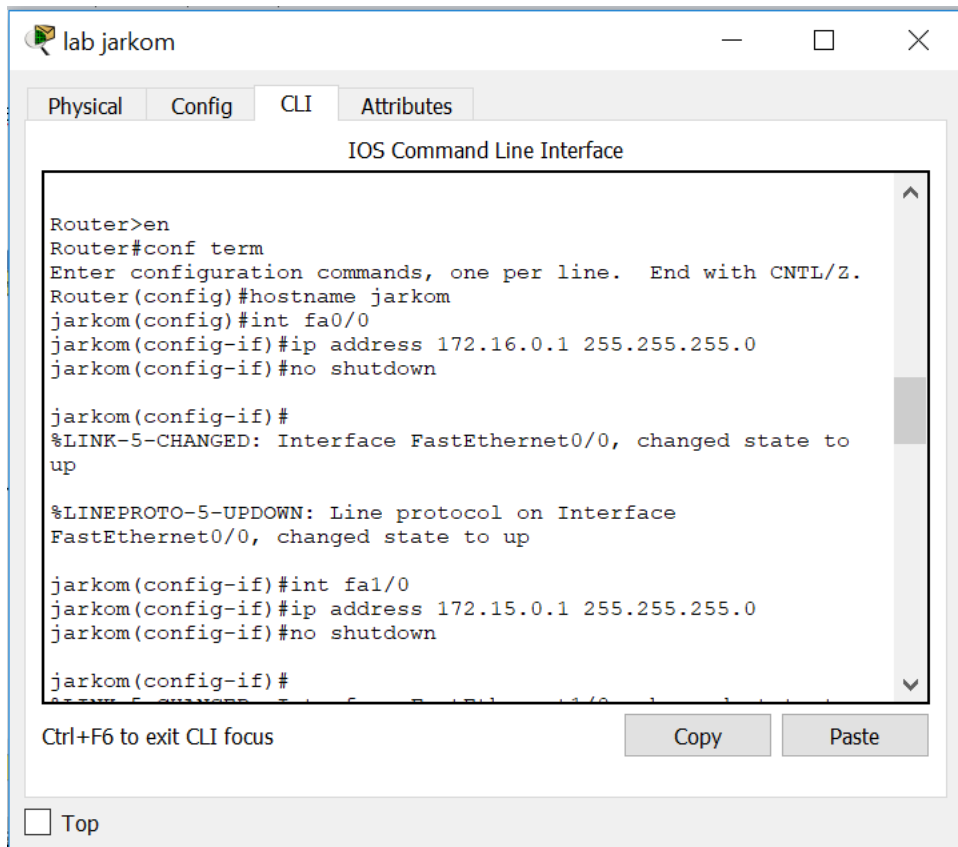 lab jarkom
Physical Config CLI Attributes
IOS Command Line Interface
Router>en
Router#conf term
Enter configuration commands, one per line.  End with CNTL/Z.
Router(config)#hostname jarkom
jarkom(config)#int fa0/0
jarkom(config-if)#ip address 172.16.0.1 255.255.255.0
jarkom(config-if)#no shutdown
jarkom(config-if)#
%LINK-5-CHANGED: Interface FastEthernet0/0, changed state to
up
%LINEPROTO-5-UPDOWN: Line protocol on Interface
FastEthernet0/0, changed state to up
jarkom(config-if)#int fa1/0
jarkom(config-if)#ip address 172.15.0.1 255.255.255.0
jarkom(config-if)#no shutdown
jarkom(config-if)#
Ctrl+F6 to exit CLI focus
Copy Paste
Top